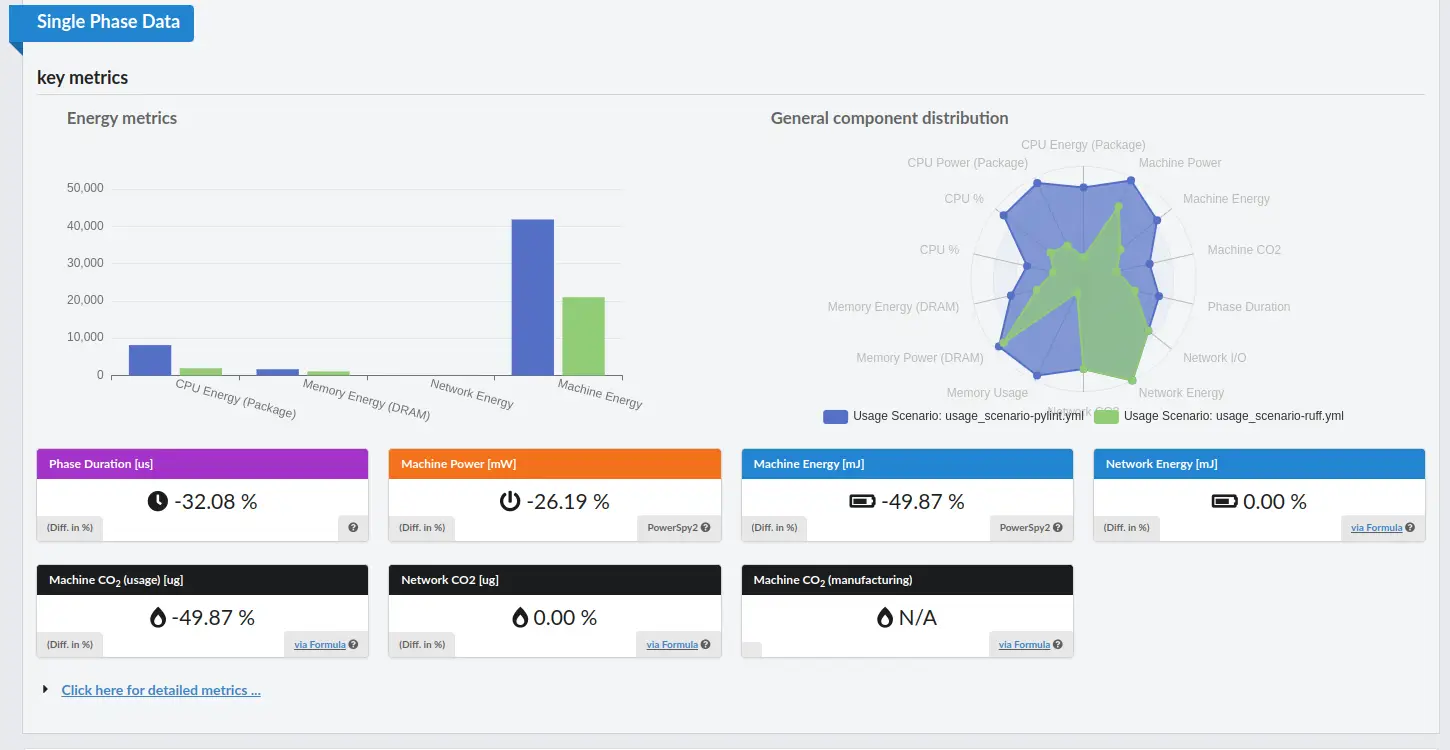 Single Phase Data
key metrics
Energy metrics
50,000
40,000
30,000
20,000
10,000
0
CPU Energy (Package)
Memory Energy (DRAM)
Network Energy
Machine Energy
General component distribution
CPU Energy (Package)
CPU Power (Package)
Machine Power
CPU %
Machine Energy
CPU %
Machine CO2
Memory Energy (DRAM)
Phase Duration
Memory Power (DRAM)
Network I/O
Memory Usage
Network Energy
Network CO2
Usage Scenario: usage_scenario-pylint.yml
Usage Scenario: usage_scenario-ruff.yml
Phase Duration [us]
-32.08 %
(Diff. in %)
Machine Power [mW]
-26.19 %
(Diff. in %)
PowerSpy2
Machine Energy [mJ]
-49.87 %
(Diff. in %)
PowerSpy2
Network Energy [mJ]
0.00 %
(Diff. in %)
via Formula
Machine CO2 (usage) [ug]
-49.87 %
(Diff. in %)
via Formula
Network CO2 [ug]
0.00 %
(Diff. in %)
via Formula
Machine CO2 (manufacturing)
N/A
via Formula
Click here for detailed metrics ...